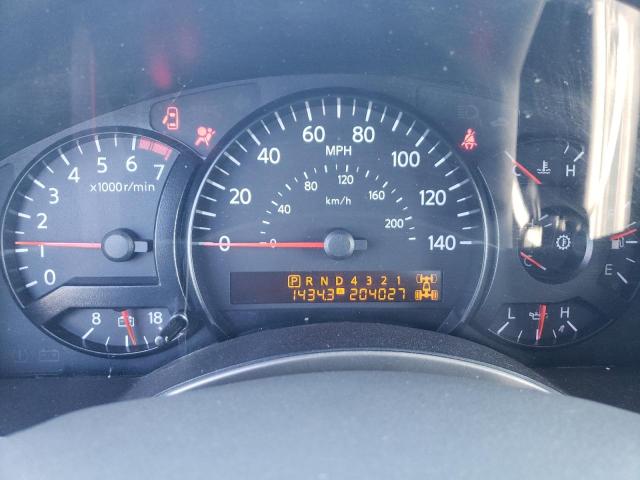 0 1 2 3 4 5 6 7
x1000r/min
8 18
0 20 40 60 80 100 120 140
MPH
0 40 80 120 160 200
km/h
P R N D 4 3 2 1
1434.3 A 204027
C H
C
F
E
L H L H